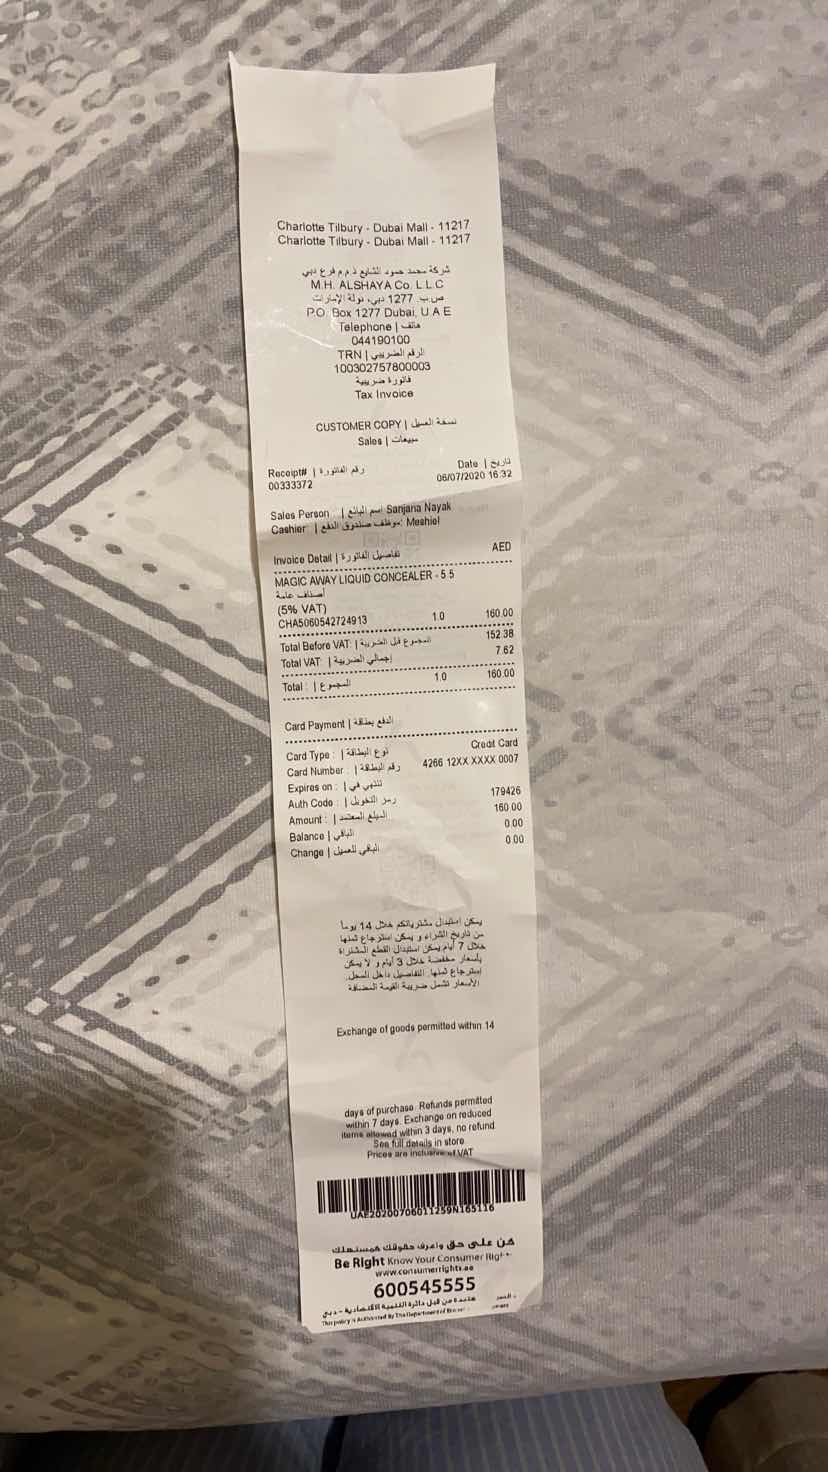 Charlotte Tilbury - Dubai Mall - 11217
Charlotte Tilbury - Dubai Mall - 11217
شركة محمد حمود الشايع ذ.م.م فرع دبي
M.H. ALSHAYA Co. L.L.C
ص.ب. 1277 دبي، دولة الإمارات
P.O. Box 1277 Dubai, U A E
Telephone | هاتف
044190100
TRN | الرقم الضريبي
100302757800003
فاتورة ضريبية
Tax Invoice
CUSTOMER COPY | نسخة العميل
Sales | مبيعات
Receipt# | رقم الفاتورة Date | تاريخ
00333372 06/07/2020 16:32
Sales Person : | اسم البائع Sanjana Nayak
Cashier: | موظف صندوق الدفع: Meshiel
Invoice Detail | تفاصيل الفاتورة AED
MAGIC AWAY LIQUID CONCEALER - 5 5
أصناف عامة
(5% VAT)
CHA5060542724913 1.0 160.00
Total Before VAT: | المجموع قبل الضريبة 152.38
Total VAT: | إجمالي الضريبة 7.62
Total : | المجموع 1.0 160.00
Card Payment | الدفع بطاقة
Card Type : | نوع البطاقة Credit Card
Card Number : | رقم البطاقة 4266 12XX XXXX 0007
Expires on : | تنتهي في
Auth Code : | رمز التخويل 179426
Amount : | المبلغ المعتمد 160.00
Balance | الباقي 0.00
Change | الباقي للعميل 0.00
يمكن استبدال مشترياتكم خلال 14 يوماً
من تاريخ الشراء و يمكن استرجاع ثمنها
خلال 7 أيام يمكن استبدال القطع المشتراة
بأسعار مخفضة خلال 3 أيام و لا يمكن
إسترجاع ثمنها. التفاصيل داخل المحل.
الأسعار تشمل ضريبة القيمة المضافة
Exchange of goods permitted within 14
days of purchase. Refunds permitted
within 7 days. Exchange on reduced
items allowed within 3 days, no refund.
See full details in store.
Prices are inclusive of VAT
UAE20200706011259N165116
كن على حق واعرف حقوقك كمستهلك
Be Right Know Your Consumer
www.consumerrights.ae
600545555
معتمدة من قبل دائرة التنمية الاقتصادية - دبي
This policy is Authorised By The Department of